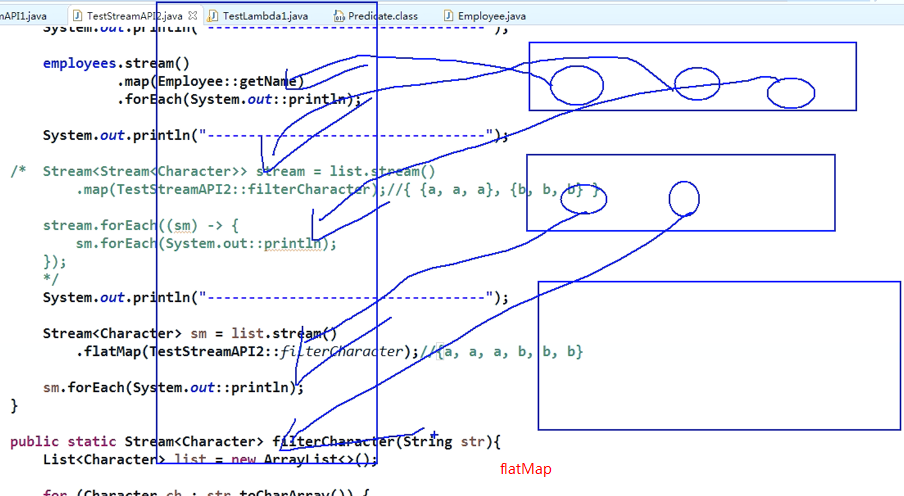 mAPI1.java TestStreamAPI2.java TestLambda1.java Predicate.class Employee.java
System.out.println("----------------------------------");
employees.stream()
.map(Employee::getName)
.forEach(System.out::println);
System.out.println("----------------------------------");
/* Stream<Stream<Character>> stream = list.stream()
.map(TestStreamAPI2::filterCharacter);//{ {a, a, a}, {b, b, b} }
stream.forEach((sm) -> {
sm.forEach(System.out::println);
});
*/
System.out.println("----------------------------------");
Stream<Character> sm = list.stream()
.flatMap(TestStreamAPI2::filterCharacter);//{a, a, a, b, b, b}
sm.forEach(System.out::println);
}
public static Stream<Character> filterCharacter(String str){
List<Character> list = new ArrayList<>();
flatMap
for (Character ch : str.toCharArray()) {